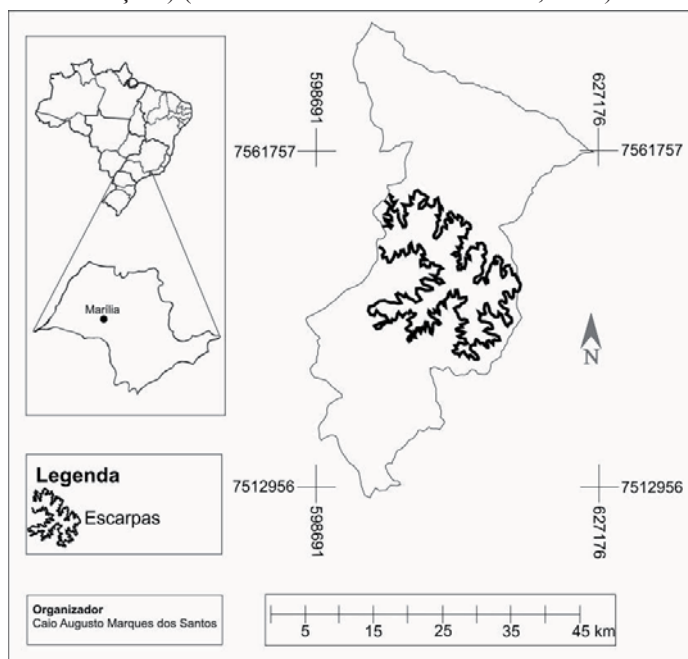 598691
627176
7561757
7561757
Marília
Legenda
Escarpas
N
7512956
7512956
598691
627176
Organizador
Caio Augusto Marques dos Santos
5 15 25 35 45 km